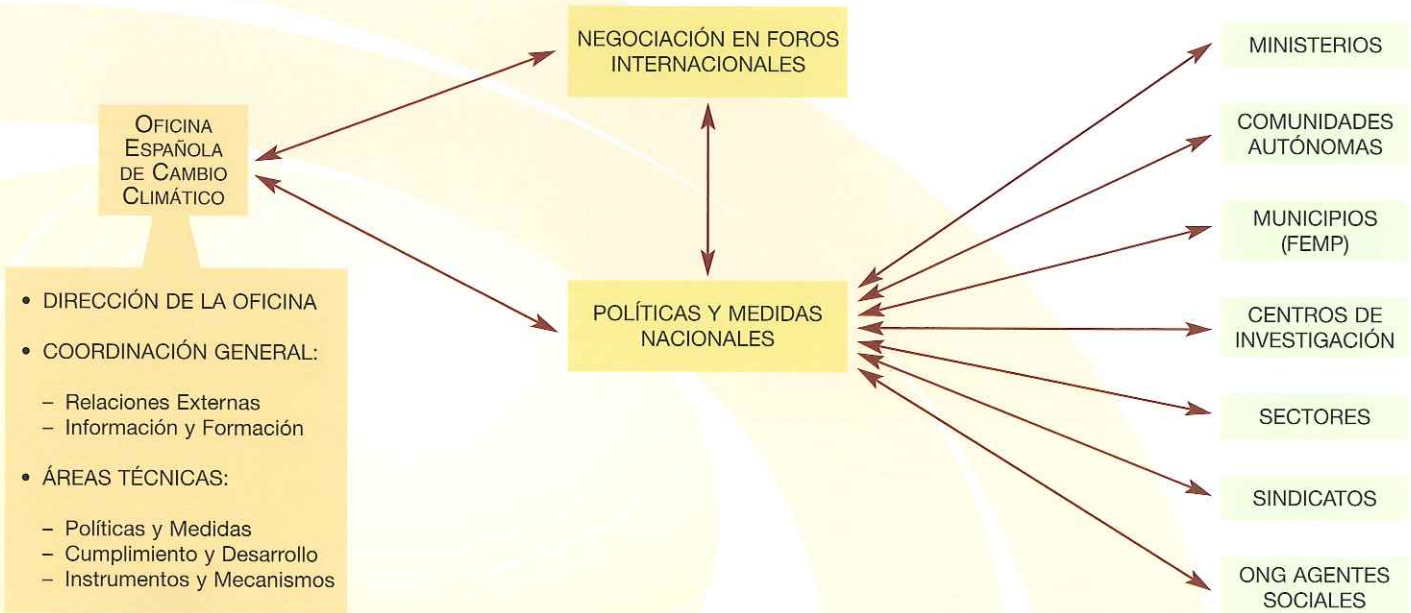 OFICINA
ESPAÑOLA
DE CAMBIO
CLIMÁTICO
• DIRECCIÓN DE LA OFICINA
• COORDINACIÓN GENERAL:
– Relaciones Externas
– Información y Formación
• ÁREAS TÉCNICAS:
– Políticas y Medidas
– Cumplimiento y Desarrollo
– Instrumentos y Mecanismos
NEGOCIACIÓN EN FOROS
INTERNACIONALES
POLÍTICAS Y MEDIDAS
NACIONALES
MINISTERIOS
COMUNIDADES
AUTÓNOMAS
MUNICIPIOS
(FEMP)
CENTROS DE
INVESTIGACIÓN
SECTORES
SINDICATOS
ONG AGENTES
SOCIALES